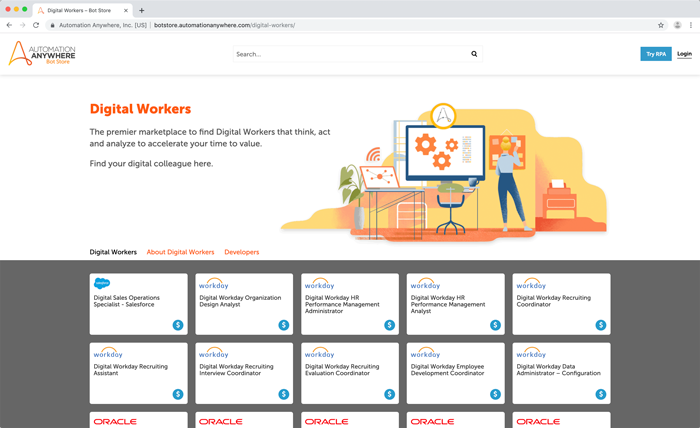 Digital Workers – Bot Store
Automation Anywhere, Inc. [US] | botstore.automationanywhere.com/digital-workers/
AUTOMATION
ANYWHERE
Bot Store
Search...
Try RPA
Login
Digital Workers
The premier marketplace to find Digital Workers that think, act
and analyze to accelerate your time to value.
Find your digital colleague here.
Digital Workers
About Digital Workers
Developers
salesforce
Digital Sales Operations
Specialist - Salesforce
$
workday
Digital Workday Organization
Design Analyst
$
workday
Digital Workday HR
Performance Management
Administrator
$
workday
Digital Workday HR
Performance Management
Analyst
$
workday
Digital Workday Recruiting
Coordinator
$
workday
Digital Workday Recruiting
Assistant
$
workday
Digital Workday Recruiting
Interview Coordinator
$
workday
Digital Workday Recruiting
Evaluation Coordinator
$
workday
Digital Workday Employee
Development Coordinator
$
workday
Digital Workday Data
Administrator – Configuration
$
ORACLE
ORACLE
ORACLE
ORACLE
ORACLE